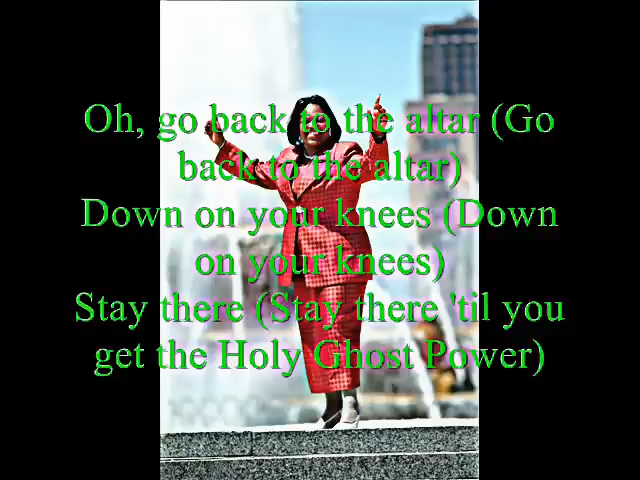 Oh, go back to the altar (Go
back to the altar)
Down on your knees (Down
on your knees)
Stay there (Stay there 'til you
get the Holy Ghost Power)